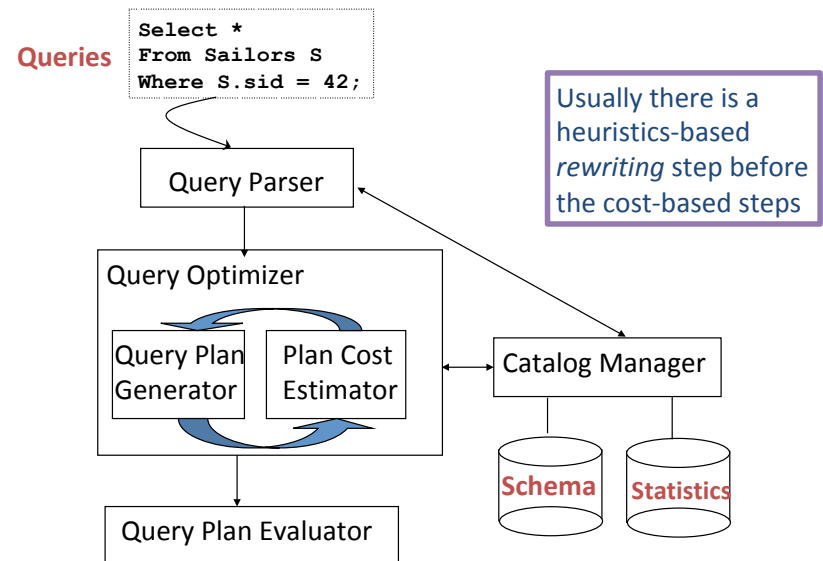 Queries
Select *
From Sailors S
Where S.sid = 42;
Usually there is a
heuristics-based
rewriting step before
the cost-based steps
Query Parser
Query Optimizer
Query Plan
Generator
Plan Cost
Estimator
Catalog Manager
Schema
Statistics
Query Plan Evaluator